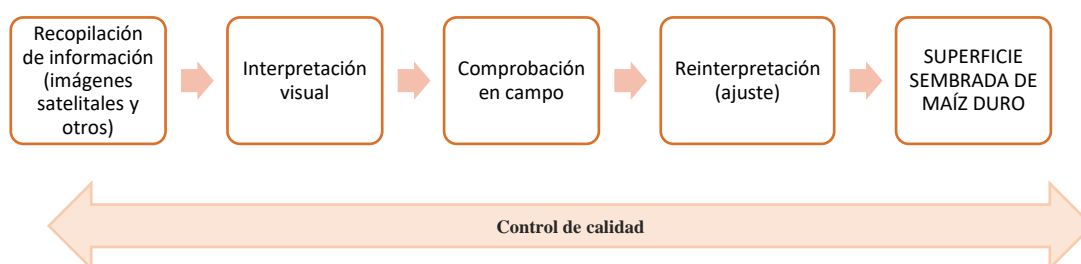 Recopilación
de información
(imágenes
satelitales y
otros)
Interpretación
visual
Comprobación
en campo
Reinterpretación
(ajuste)
SUPERFICIE
SEMBRADA DE
MAÍZ DURO
Control de calidad